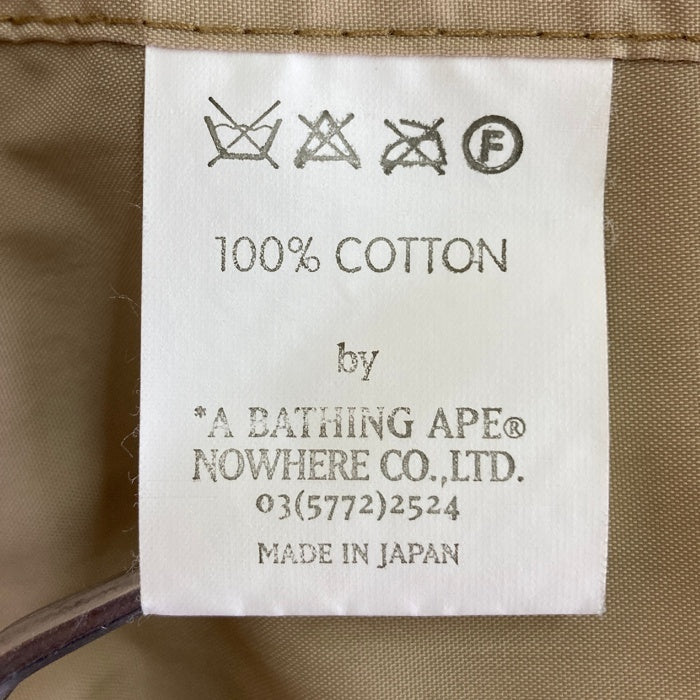 F
100% COTTON
by
*A BATHING APE®
NOWHERE CO.,LTD.
03(5772)2524
MADE IN JAPAN